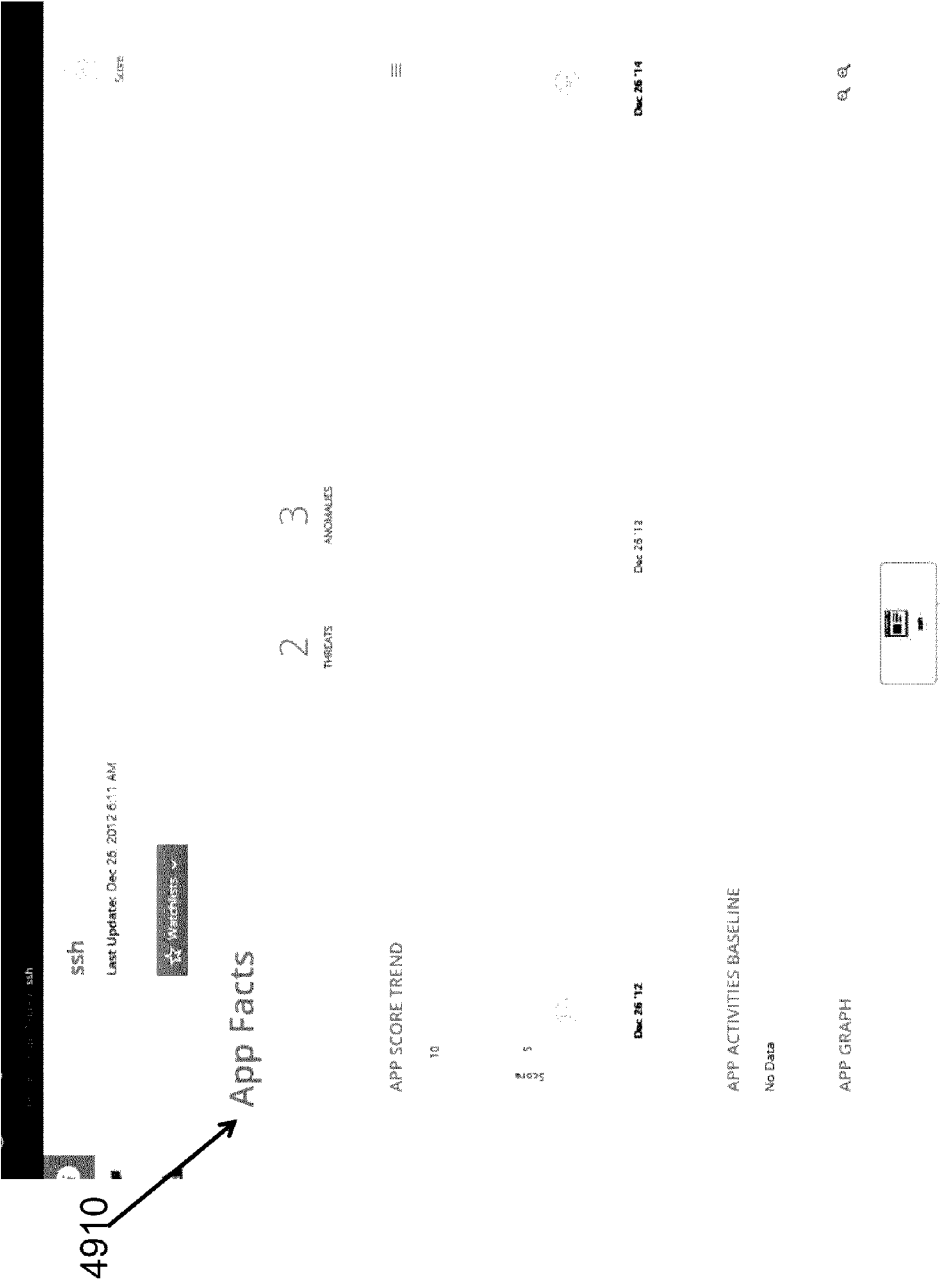 4910
ssh
ssh
Last Update: Dec 26, 2012 6:11 AM
Score
Watchlists
App Facts
2
THREATS
3
ANOMALIES
APP SCORE TREND
10
5
Dec 26 '12
Dec 26 '13
Dec 26 '14
APP ACTIVITIES BASELINE
No Data
APP GRAPH
ssh